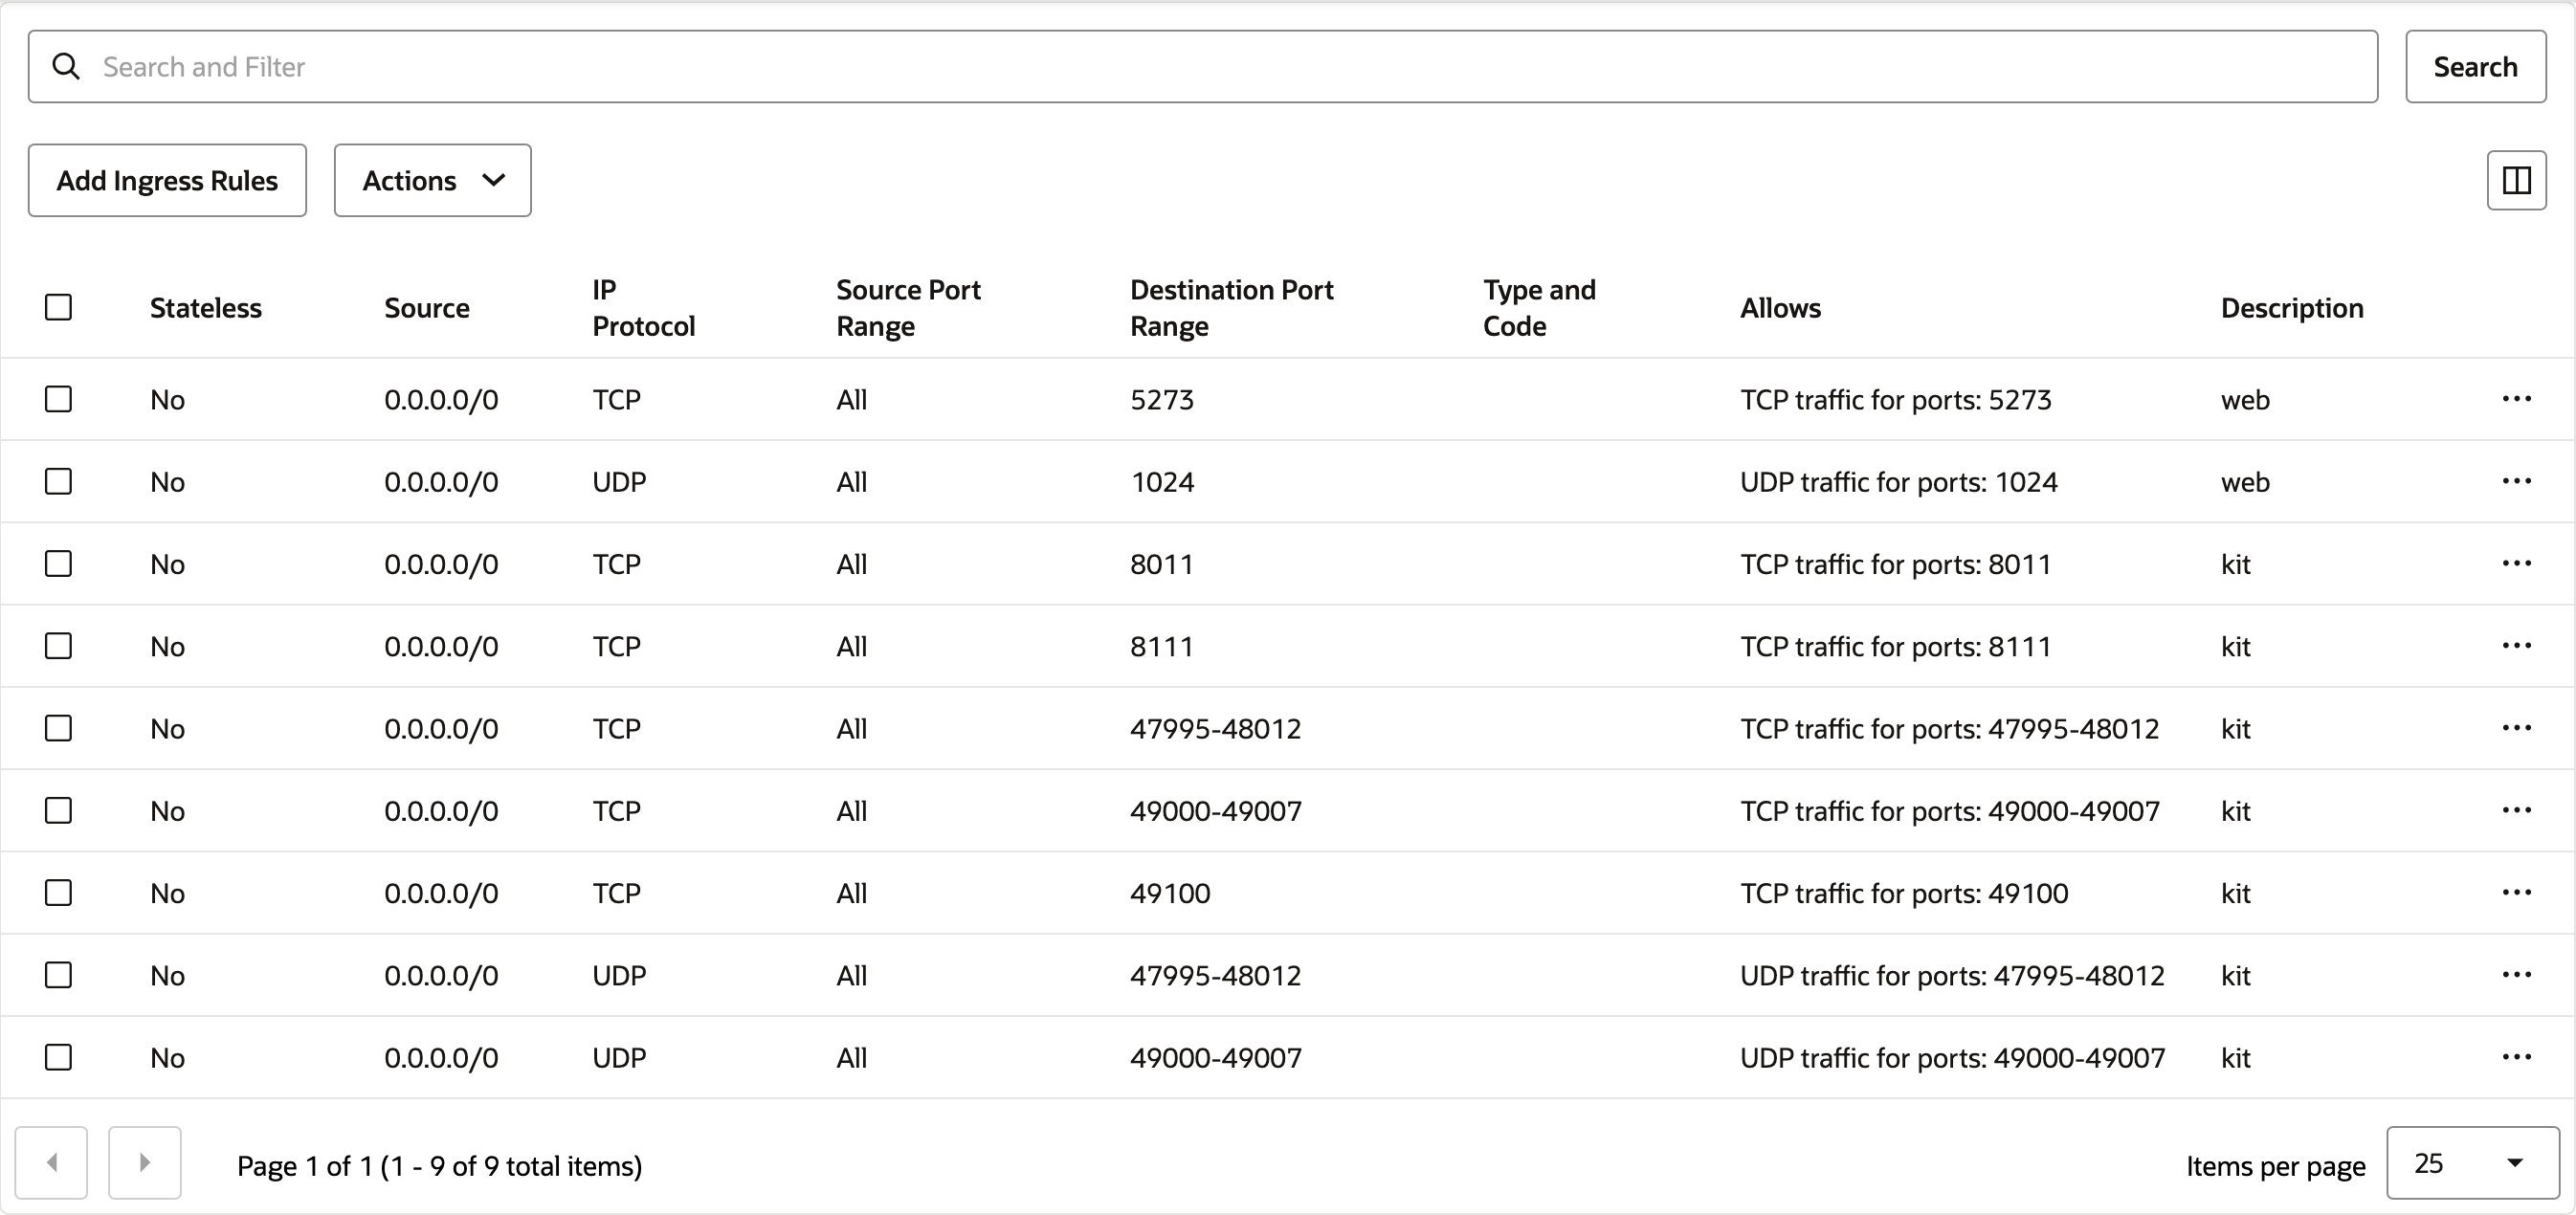 Search and Filter
Search
Add Ingress Rules
Actions
Stateless Source IP Protocol Source Port Range Destination Port Range Type and Code Allows Description
No 0.0.0.0/0 TCP All 5273 TCP traffic for ports: 5273 web
No 0.0.0.0/0 UDP All 1024 UDP traffic for ports: 1024 web
No 0.0.0.0/0 TCP All 8011 TCP traffic for ports: 8011 kit
No 0.0.0.0/0 TCP All 8111 TCP traffic for ports: 8111 kit
No 0.0.0.0/0 TCP All 47995-48012 TCP traffic for ports: 47995-48012 kit
No 0.0.0.0/0 TCP All 49000-49007 TCP traffic for ports: 49000-49007 kit
No 0.0.0.0/0 TCP All 49100 TCP traffic for ports: 49100 kit
No 0.0.0.0/0 UDP All 47995-48012 UDP traffic for ports: 47995-48012 kit
No 0.0.0.0/0 UDP All 49000-49007 UDP traffic for ports: 49000-49007 kit
Page 1 of 1 (1 - 9 of 9 total items)
Items per page 25